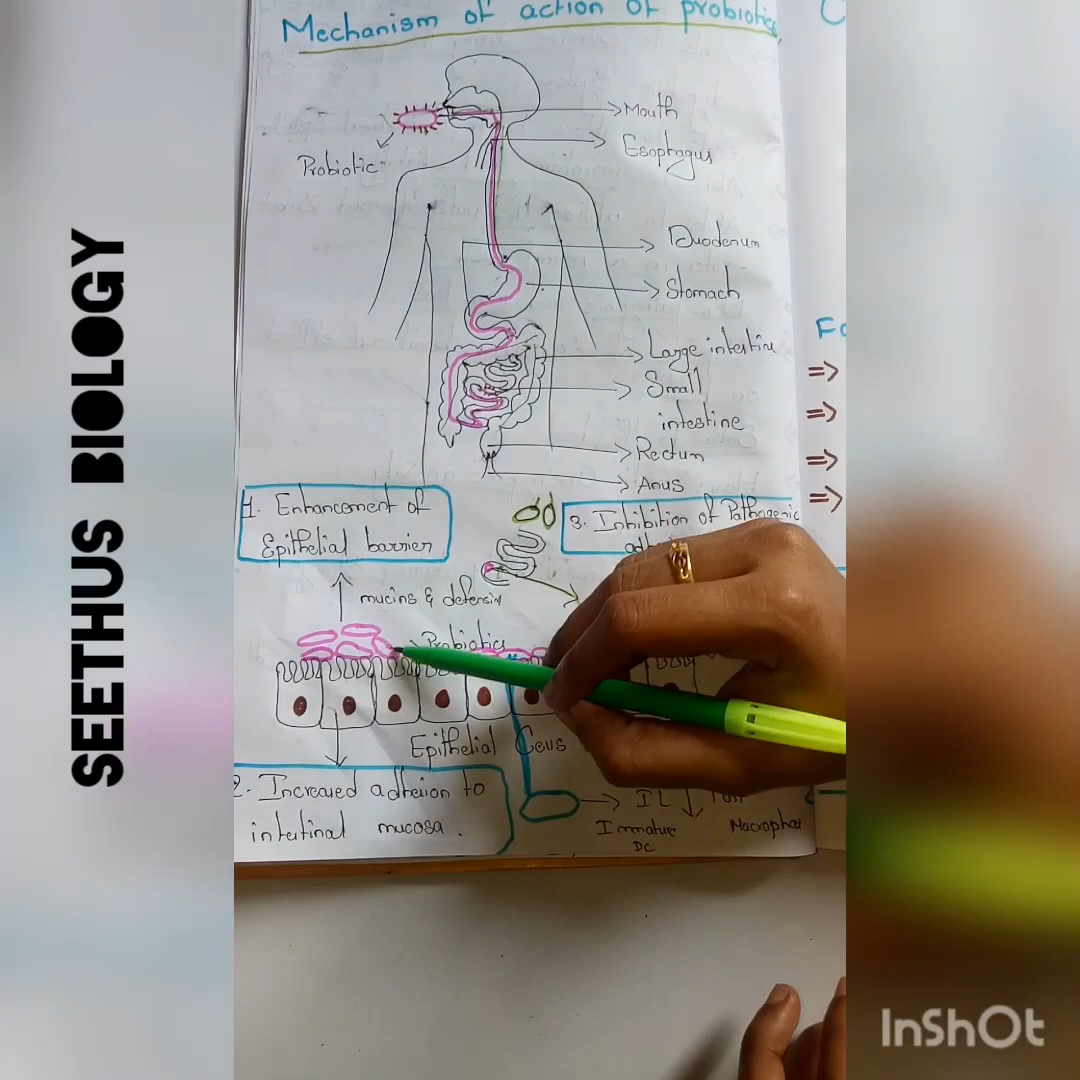 Mechanism of action of probiotics
Mouth
Esophagus
Probiotic
Duodenum
Stomach
Large intestine
Small
intestine
Rectum
Anus
1. Enhancement of
Epithelial barrier
3. Inhibition of Pathogenic
mucins & defensin
Probiotics
Epithelial Cells
2. Increased adheion to
intestinal mucosa.
IL
Immature
DC
SEETHUS BIOLOGY
InShOt